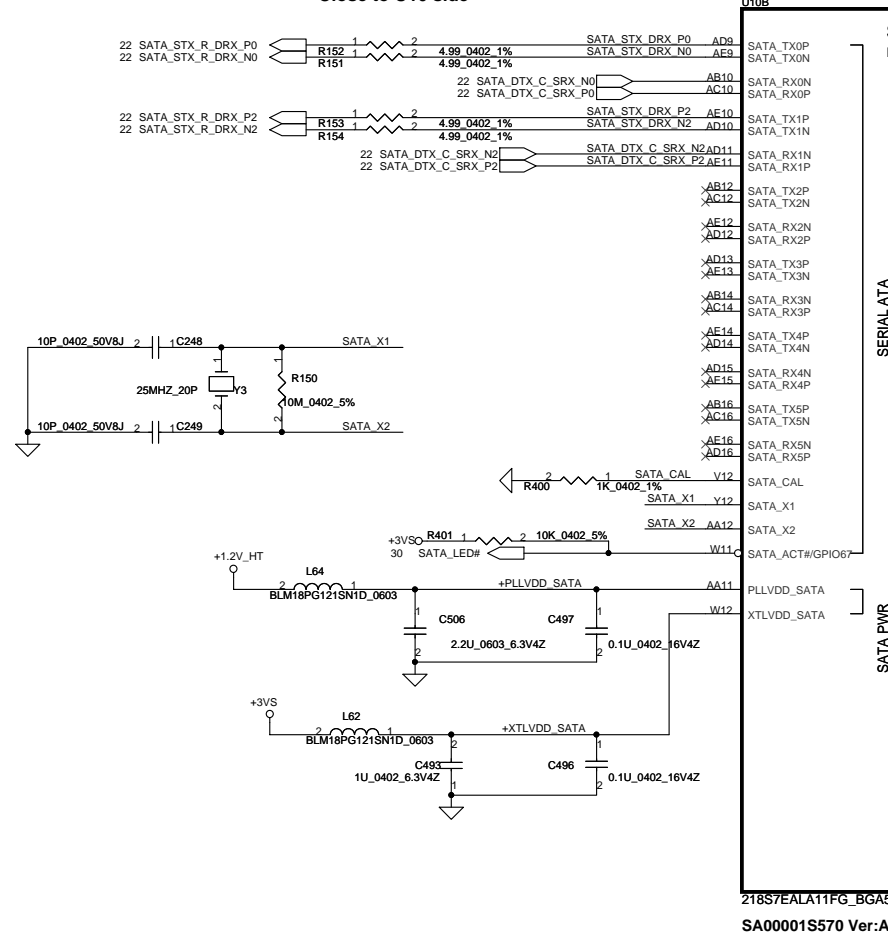 U10B
22 SATA_STX_R_DRX_P0 1 2 SATA_STX_DRX_P0 AD9 SATA_TX0P
22 SATA_STX_R_DRX_N0 R152 1 2 4.99_0402_1% SATA_STX_DRX_N0 AE9 SATA_TX0N
R151 4.99_0402_1%
22 SATA_DTX_C_SRX_N0 AB10 SATA_RX0N
22 SATA_DTX_C_SRX_P0 AC10 SATA_RX0P
22 SATA_STX_R_DRX_P2 1 2 SATA_STX_DRX_P2 AE10 SATA_TX1P
22 SATA_STX_R_DRX_N2 R153 1 2 4.99_0402_1% SATA_STX_DRX_N2 AD10 SATA_TX1N
R154 4.99_0402_1%
22 SATA_DTX_C_SRX_N2 SATA_DTX_C_SRX_N2 AD11 SATA_RX1N
22 SATA_DTX_C_SRX_P2 SATA_DTX_C_SRX_P2 AE11 SATA_RX1P
AB12 SATA_TX2P
AC12 SATA_TX2N
AE12 SATA_RX2N
AD12 SATA_RX2P
AD13 SATA_TX3P
AE13 SATA_TX3N
AB14 SATA_RX3N
AC14 SATA_RX3P
SERIAL ATA
AE14 SATA_TX4P
AD14 SATA_TX4N
10P_0402_50V8J 2 1 C248 SATA_X1
AD15 SATA_RX4N
AE15 SATA_RX4P
1 1 R150
25MHZ_20P Y3
10M_0402_5%
2 2
AB16 SATA_TX5P
AC16 SATA_TX5N
10P_0402_50V8J 2 1 C249 SATA_X2
AE16 SATA_RX5N
AD16 SATA_RX5P
2 1 SATA_CAL V12 SATA_CAL
R400 1K_0402_1%
SATA_X1 Y12 SATA_X1
SATA_X2 AA12 SATA_X2
+3VS R401 1 2 10K_0402_5%
30 SATA_LED# W11 SATA_ACT#/GPIO67
+1.2V_HT
L64
2 1 +PLLVDD_SATA AA11 PLLVDD_SATA
BLM18PG121SN1D_0603
W12 XTLVDD_SATA
1 C506 C497 1
2.2U_0603_6.3V4Z 0.1U_0402_16V4Z
2 2
SATA PWR
+3VS
L62
2 1 +XTLVDD_SATA
BLM18PG121SN1D_0603
2 1
C493 C496
1U_0402_6.3V4Z 0.1U_0402_16V4Z
1 2
218S7EALA11FG_BGA5
SA00001S570 Ver:A